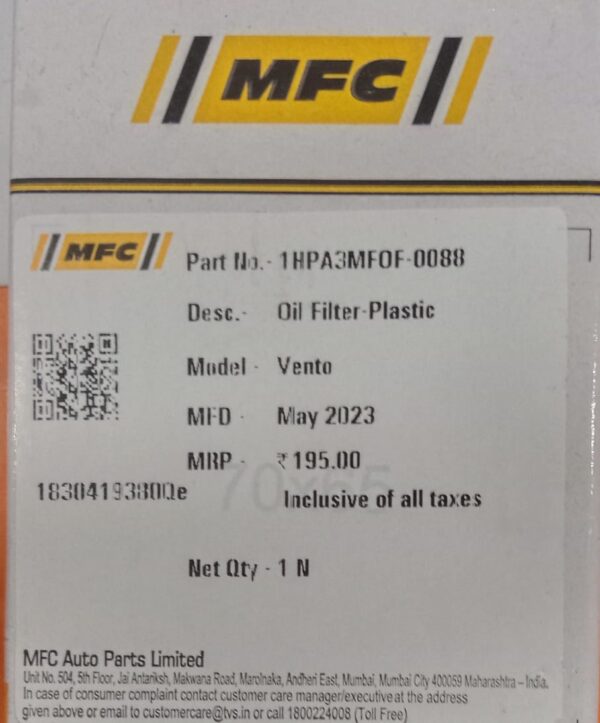 MFC
MFC
Part No.- 1HPA3MFOF-0088
Desc.- Oil Filter-Plastic
Model - Vento
MFD - May 2023
MRP - ₹195.00
70x65
1830419380Qe
Inclusive of all taxes
Net Qty - 1 N
MFC Auto Parts Limited
Unit No. 504, 5th Floor, Jai Antariksh, Makwana Road, Marolnaka, Andheri East, Mumbai, Mumbai City 400059 Maharashtra - India.
In case of consumer complaint contact customer care manager/executive at the address
given above or email to customercare@tvs.in or call 1800224008 (Toll Free)